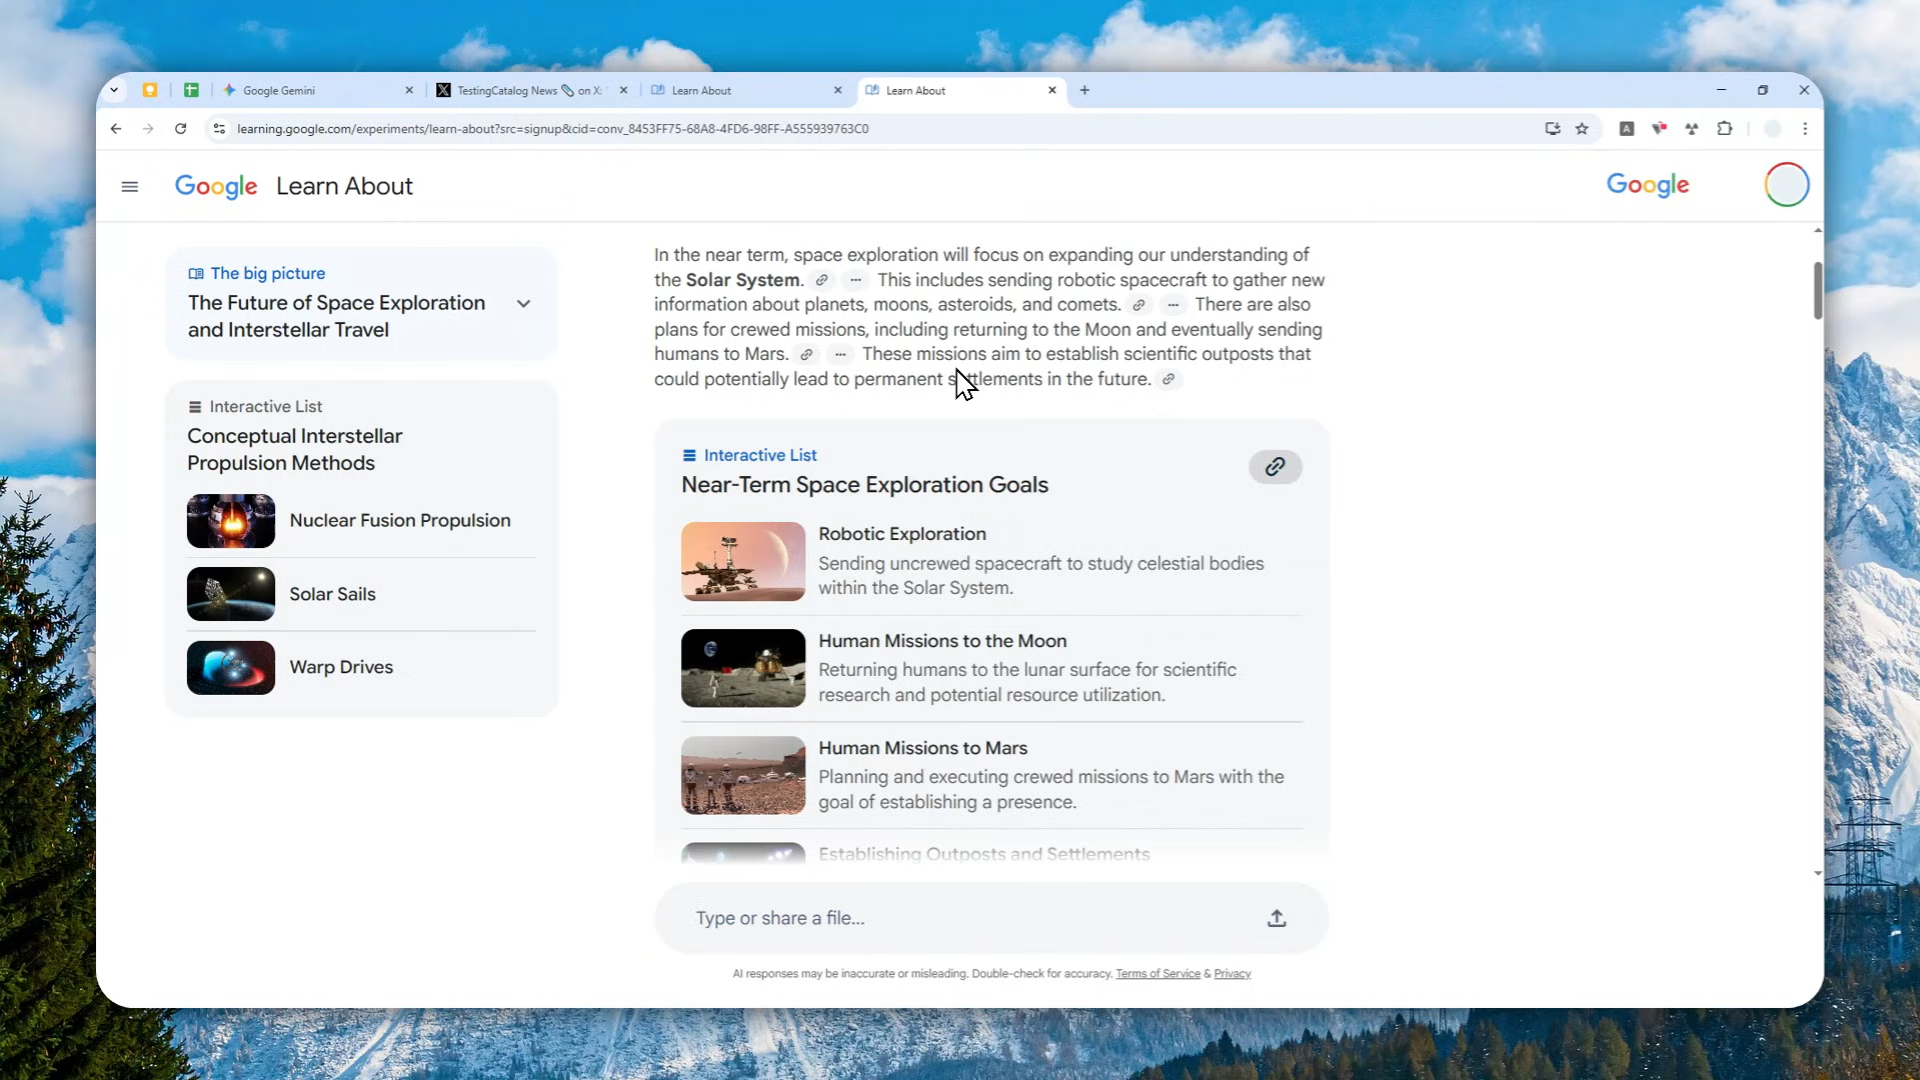 Google Gemini
TestingCatalog News on X:
Learn About
Learn About
learning.google.com/experiments/learn-about?src=signup&cid=conv_8453FF75-68A8-4FD6-98FF-A555939763C0
Google Learn About
Google
The big picture
The Future of Space Exploration
and Interstellar Travel
Interactive List
Conceptual Interstellar
Propulsion Methods
Nuclear Fusion Propulsion
Solar Sails
Warp Drives
In the near term, space exploration will focus on expanding our understanding of
the Solar System. This includes sending robotic spacecraft to gather new
information about planets, moons, asteroids, and comets. There are also
plans for crewed missions, including returning to the Moon and eventually sending
humans to Mars. These missions aim to establish scientific outposts that
could potentially lead to permanent settlements in the future.
Interactive List
Near-Term Space Exploration Goals
Robotic Exploration
Sending uncrewed spacecraft to study celestial bodies
within the Solar System.
Human Missions to the Moon
Returning humans to the lunar surface for scientific
research and potential resource utilization.
Human Missions to Mars
Planning and executing crewed missions to Mars with the
goal of establishing a presence.
Establishing Outposts and Settlements
Type or share a file...
AI responses may be inaccurate or misleading. Double-check for accuracy. Terms of Service & Privacy